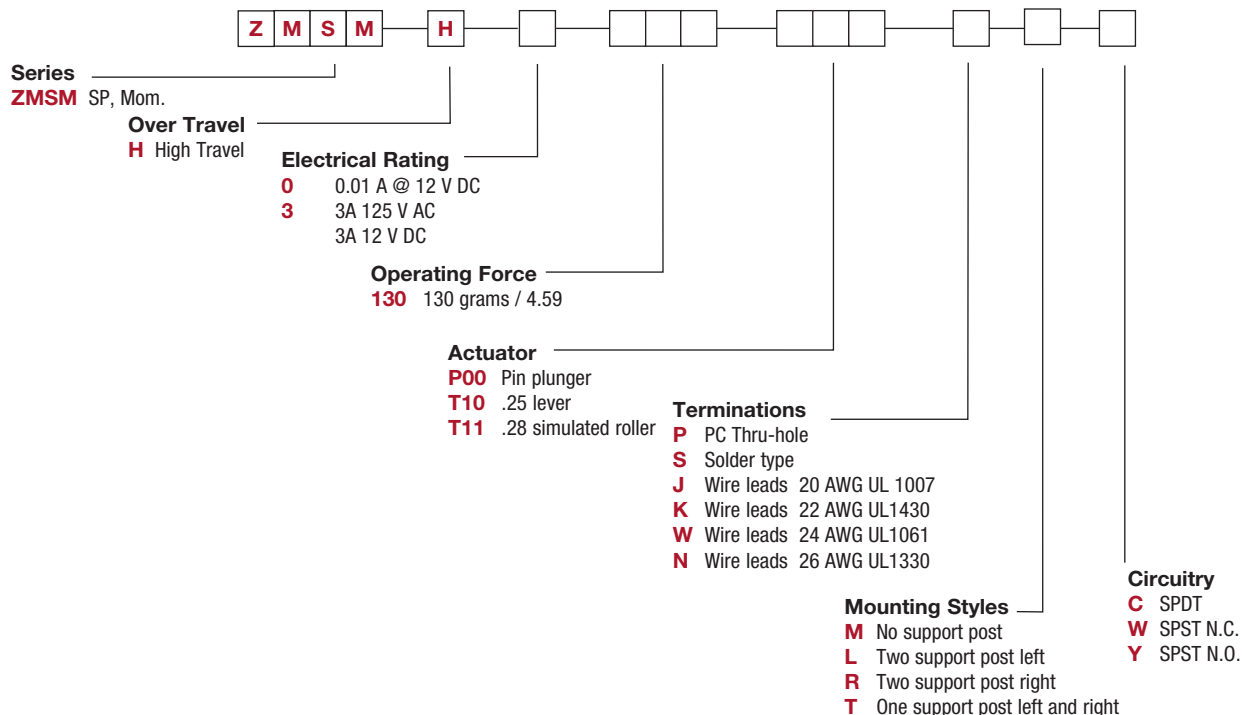 Z M S M H
Series
ZMSM SP, Mom.
Over Travel
H High Travel
Electrical Rating
0 0.01 A @ 12 V DC
3 3A 125 V AC
3A 12 V DC
Operating Force
130 130 grams / 4.59
Actuator
P00 Pin plunger
T10 .25 lever
T11 .28 simulated roller
Terminations
P PC Thru-hole
S Solder type
J Wire leads 20 AWG UL 1007
K Wire leads 22 AWG UL1430
W Wire leads 24 AWG UL1061
N Wire leads 26 AWG UL1330
Mounting Styles
M No support post
L Two support post left
R Two support post right
T One support post left and right
Circuitry
C SPDT
W SPST N.C.
Y SPST N.O.